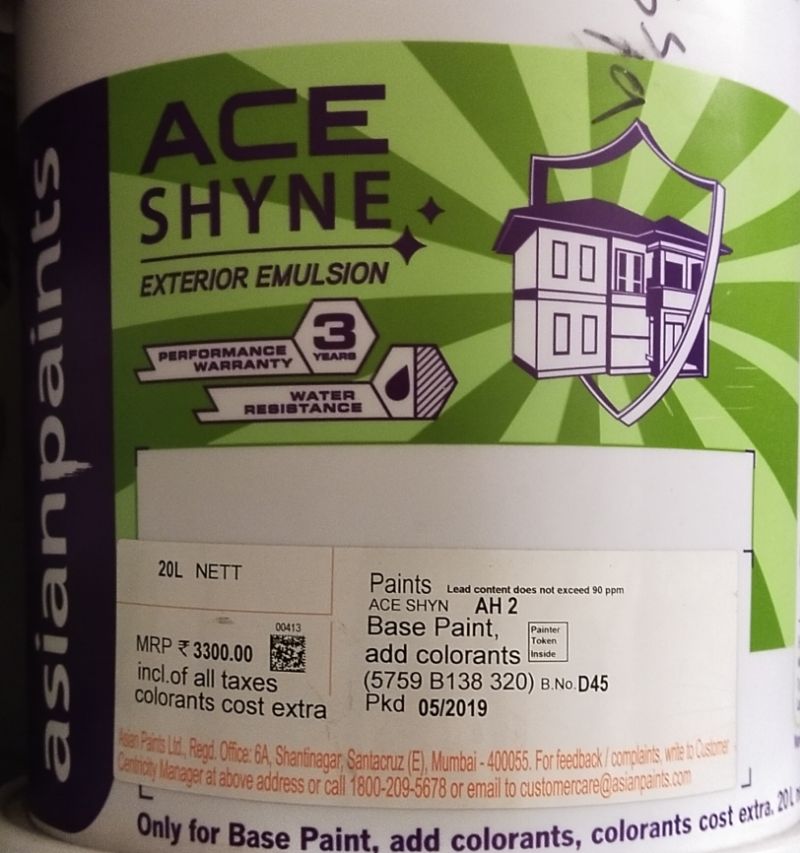 asianpaints
ACE
SHYNE
EXTERIOR EMULSION
3
YEARS
PERFORMANCE
WARRANTY
WATER
RESISTANCE
20L NETT
MRP ₹ 3300.00
00413
incl.of all taxes
colorants cost extra
Paints Lead content does not exceed 90 ppm
ACE SHYN AH 2
Base Paint,
add colorants
Painter
Token
Inside
(5759 B138 320) B.No.D45
Pkd 05/2019
Asian Paints Ltd., Regd. Office: 6A, Shantinagar, Santacruz (E), Mumbai - 400055. For feedback / complaints, write to Customer
Centricity Manager at above address or call 1800-209-5678 or email to customercare@asianpaints.com
Only for Base Paint, add colorants, colorants cost extra. 20L